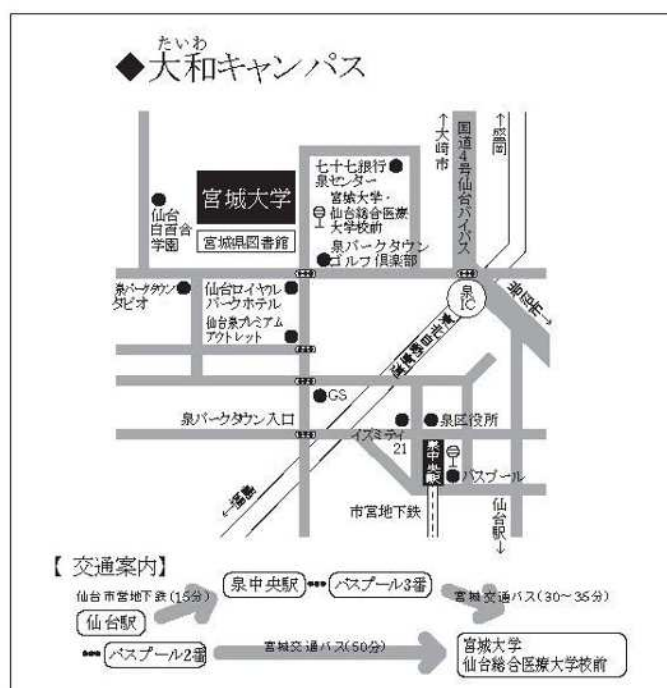 たいわ
◆大和キャンパス
↑大崎市
国道4号仙台バイパス
↑盛岡
七十七銀行
泉センター
宮城大学・
仙台総合医療
大学校前
宮城大学
宮城県図書館
仙台
白百合
学園
泉パークタウン
ゴルフ倶楽部
泉パークタウン
タピオ
仙台ロイヤル
パークホテル
仙台泉プレミアム
アウトレット
泉
IC
東北自動車道
GS
泉パークタウン入口
イズミティ
21
泉区役所
泉中央駅
バスプール
市営地下鉄
仙台駅→
【 交通案内】
仙台市営地下鉄(15分)
泉中央駅
バスプール3番
宮城交通バス(30〜35分)
仙台駅
バスプール2番
宮城交通バス(50分)
宮城大学
仙台総合医療大学校前